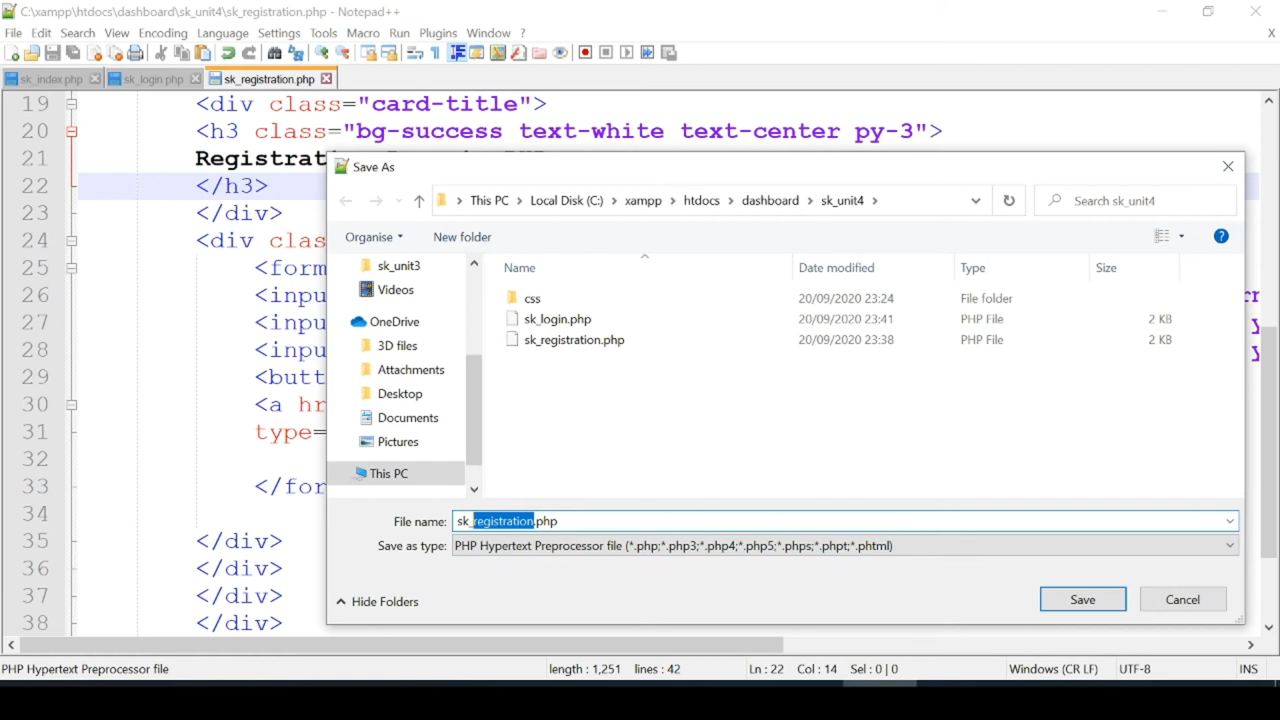 C:\xampp\htdocs\dashboard\sk_unit4\sk_registration.php - Notepad++
File Edit Search View Encoding Language Settings Tools Macro Run Plugins Window ? X
sk_index.php sk_login.php sk_registration.php
19 <div class="card-title">
20 <h3 class="bg-success text-white text-center py-3">
21 Registrat
22 </h3>
23 </div>
24 <div clas
25 <form
26 <inpu
27 <inpu
28 <inpu
29 <butt
30 <a hr
31 type=
32
33 </for
34
35 </div>
36 </div>
37 </div>
38 </div>
Save As
This PC > Local Disk (C:) > xampp > htdocs > dashboard > sk_unit4 >
Search sk_unit4
Organise New folder
sk_unit3
Videos
OneDrive
3D files
Attachments
Desktop
Documents
Pictures
This PC
Name Date modified Type Size
css 20/09/2020 23:24 File folder
sk_login.php 20/09/2020 23:41 PHP File 2 KB
sk_registration.php 20/09/2020 23:38 PHP File 2 KB
File name: sk_registration.php
Save as type: PHP Hypertext Preprocessor file (*.php;*.php3;*.php4;*.php5;*.phps;*.phpt;*.phtml)
Hide Folders Save Cancel
PHP Hypertext Preprocessor file length : 1,251 lines : 42 Ln : 22 Col : 14 Sel : 0 | 0 Windows (CR LF) UTF-8 INS